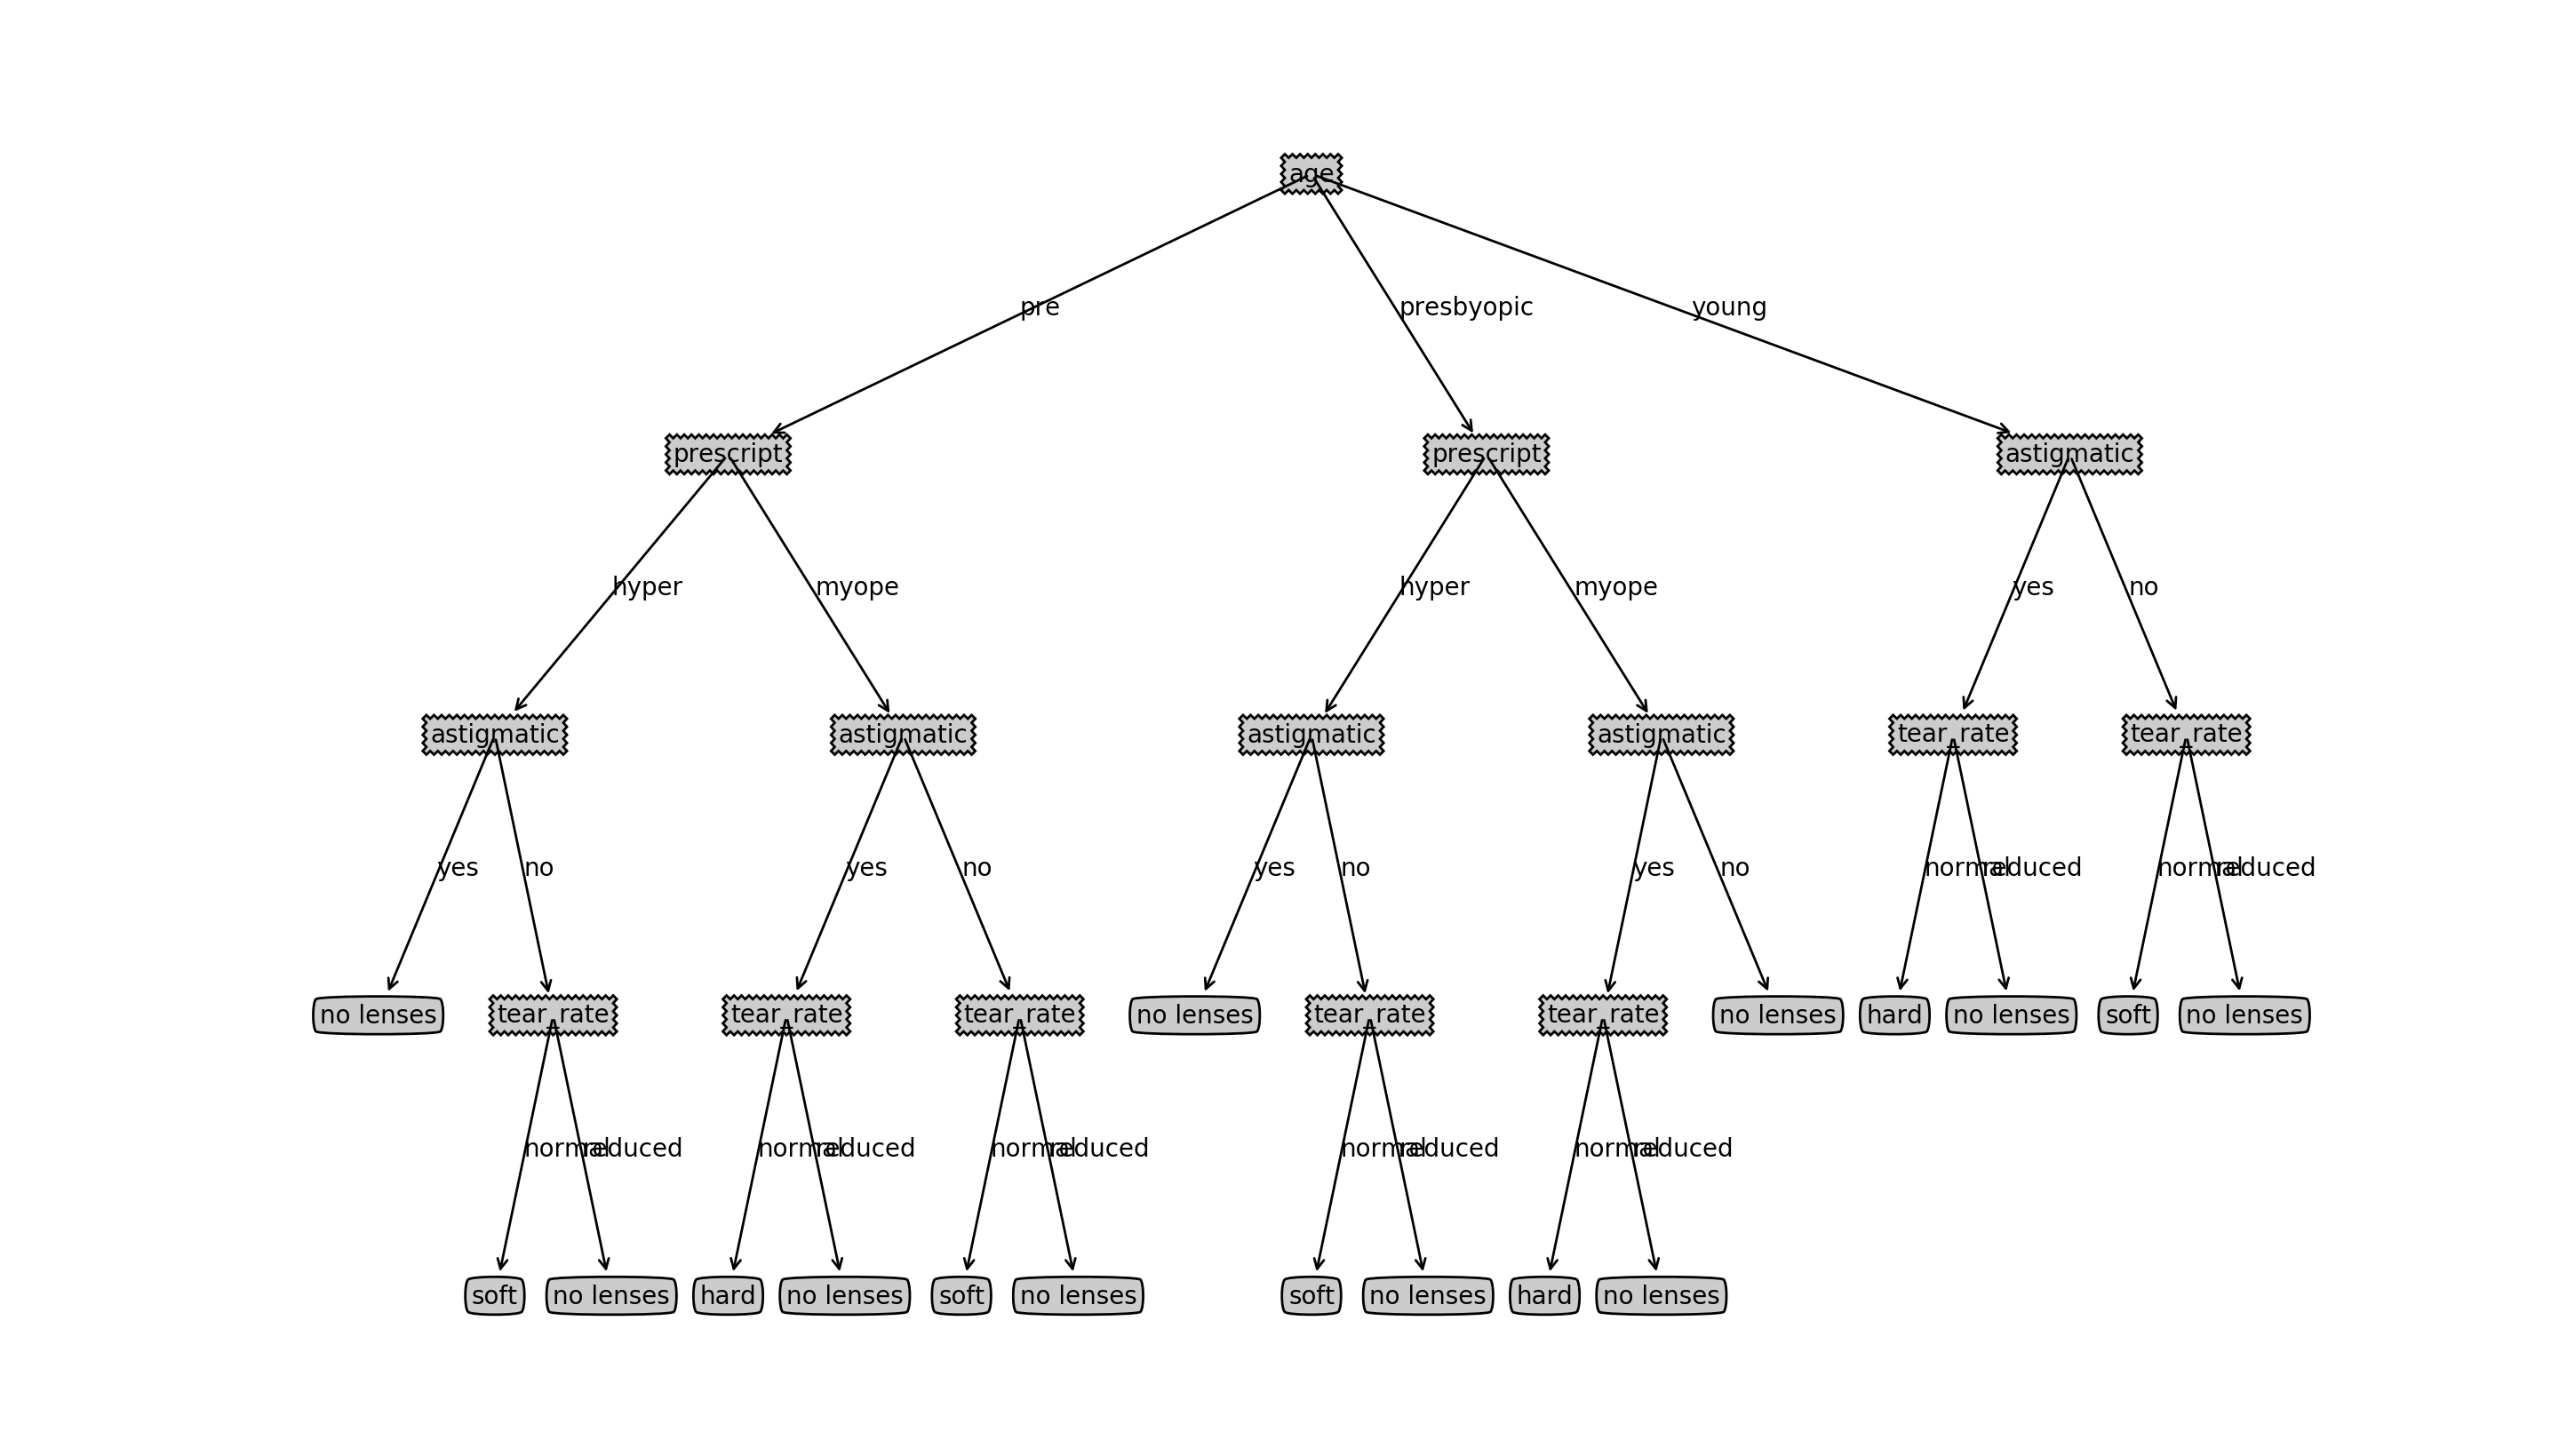 age
pre presbyopic young
prescript prescript astigmatic
hyper myope hyper myope yes no
astigmatic astigmatic astigmatic astigmatic tear_rate tear_rate
yes no yes no yes no yes no normal reduced normal reduced
no lenses tear_rate tear_rate tear_rate no lenses tear_rate tear_rate no lenses hard no lenses soft no lenses
normal reduced normal reduced normal reduced normal reduced normal reduced
soft no lenses hard no lenses soft no lenses soft no lenses hard no lenses